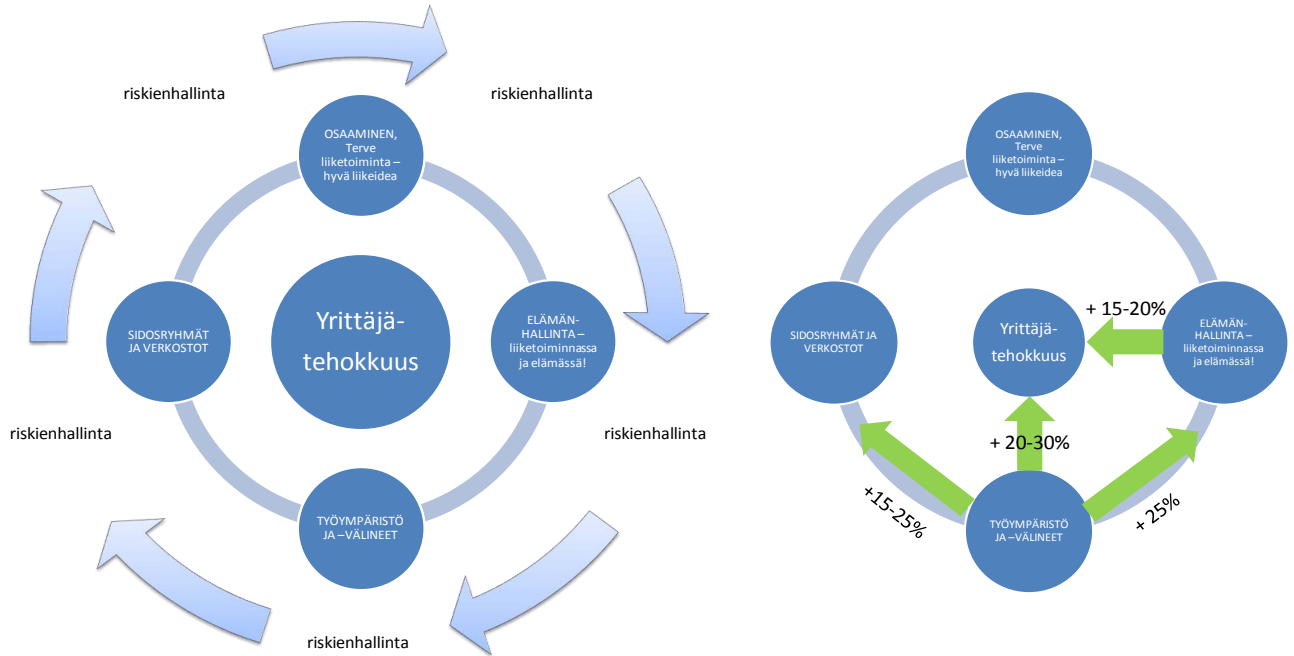 riskienhallinta
riskienhallinta
OSAAMINEN,
Terve
liiketoiminta –
hyvä liikeidea
SIDOSRYHMÄT
JA VERKOSTOT
Yrittäjä-
tehokkuus
ELÄMÄN-
HALLINTA –
liiketoiminnassa
ja elämässä!
riskienhallinta
riskienhallinta
TYÖYMPÄRISTÖ
JA –VÄLINEET
riskienhallinta
OSAAMINEN,
Terve
liiketoiminta –
hyvä liikeidea
SIDOSRYHMÄT JA
VERKOSTOT
Yrittäjä-
tehokkuus
+ 15-20%
ELÄMÄN-
HALLINTA –
liiketoiminnassa
ja elämässä!
+ 20-30%
+15-25%
+ 25%
TYÖYMPÄRISTÖ
JA –VÄLINEET